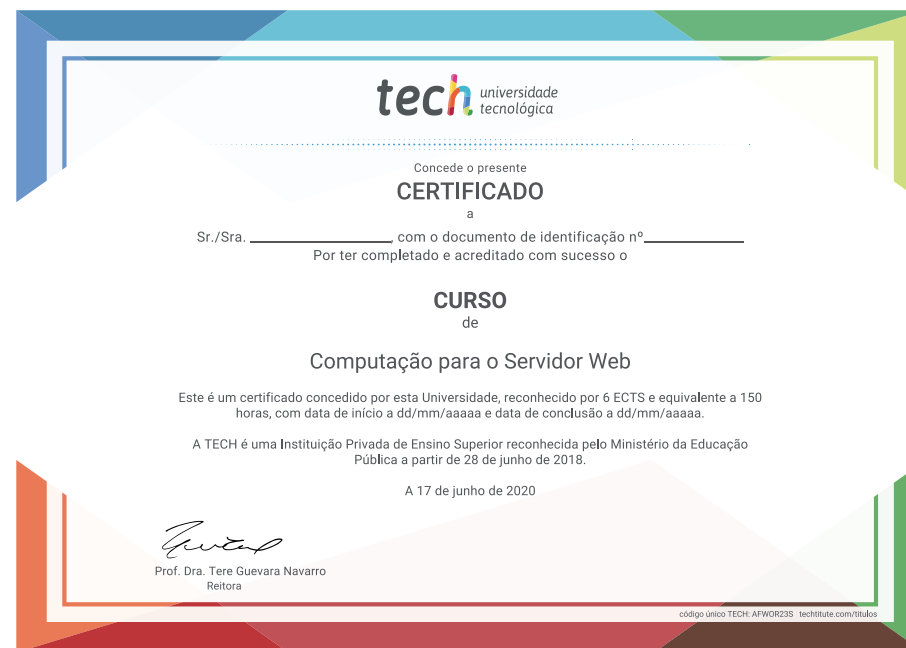 tech universidade
tecnológica
Concede o presente
CERTIFICADO
a
Sr./Sra. ____________________, com o documento de identificação nº______________
Por ter completado e acreditado com sucesso o
CURSO
de
Computação para o Servidor Web
Este é um certificado concedido por esta Universidade, reconhecido por 6 ECTS e equivalente a 150
horas, com data de início a dd/mm/aaaaa e data de conclusão a dd/mm/aaaaa.
A TECH é uma Instituição Privada de Ensino Superior reconhecida pelo Ministério da Educação
Pública a partir de 28 de junho de 2018.
A 17 de junho de 2020
Prof. Dra. Tere Guevara Navarro
Reitora
código único TECH: AFWOR23S techtitute.com/titulos